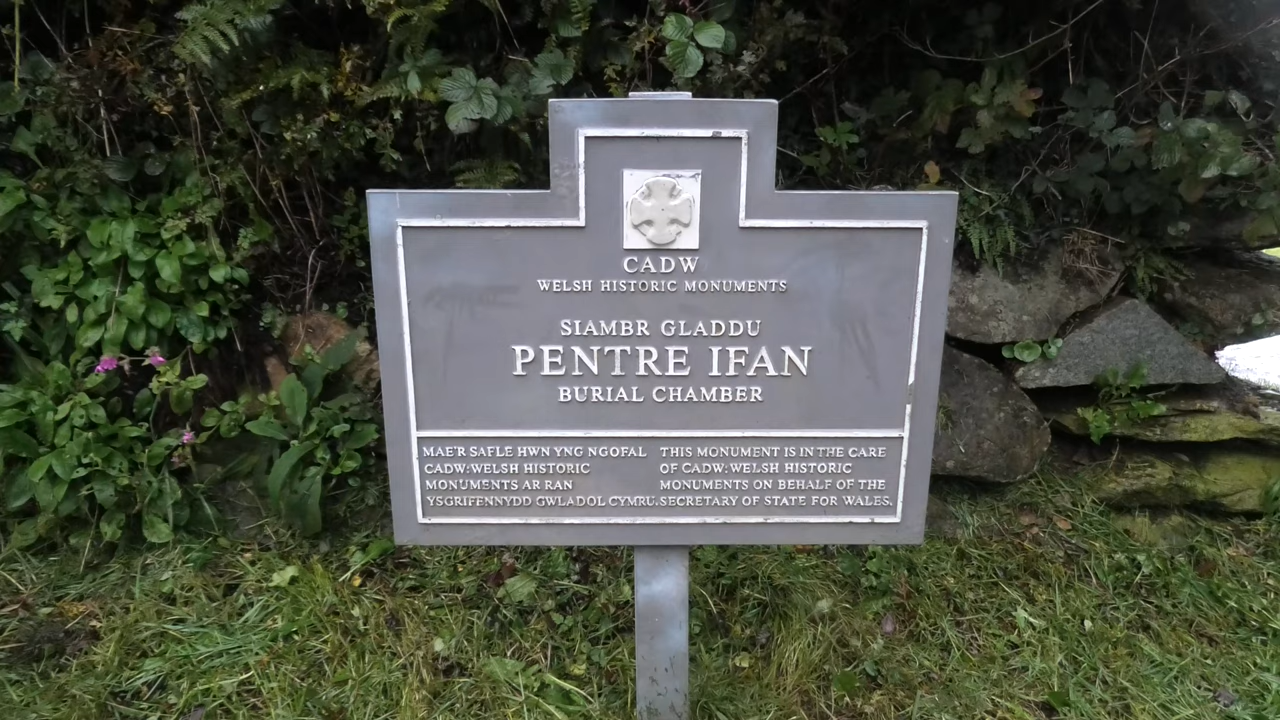 CADW
WELSH HISTORIC MONUMENTS
SIAMBR GLADDU
PENTRE IFAN
BURIAL CHAMBER
MAE'R SAFLE HWN YNG NGOFAL
CADW: WELSH HISTORIC
MONUMENTS AR RAN
YSGRIFENNYDD GWLADOL CYMRU.
THIS MONUMENT IS IN THE CARE
OF CADW: WELSH HISTORIC
MONUMENTS ON BEHALF OF THE
SECRETARY OF STATE FOR WALES.